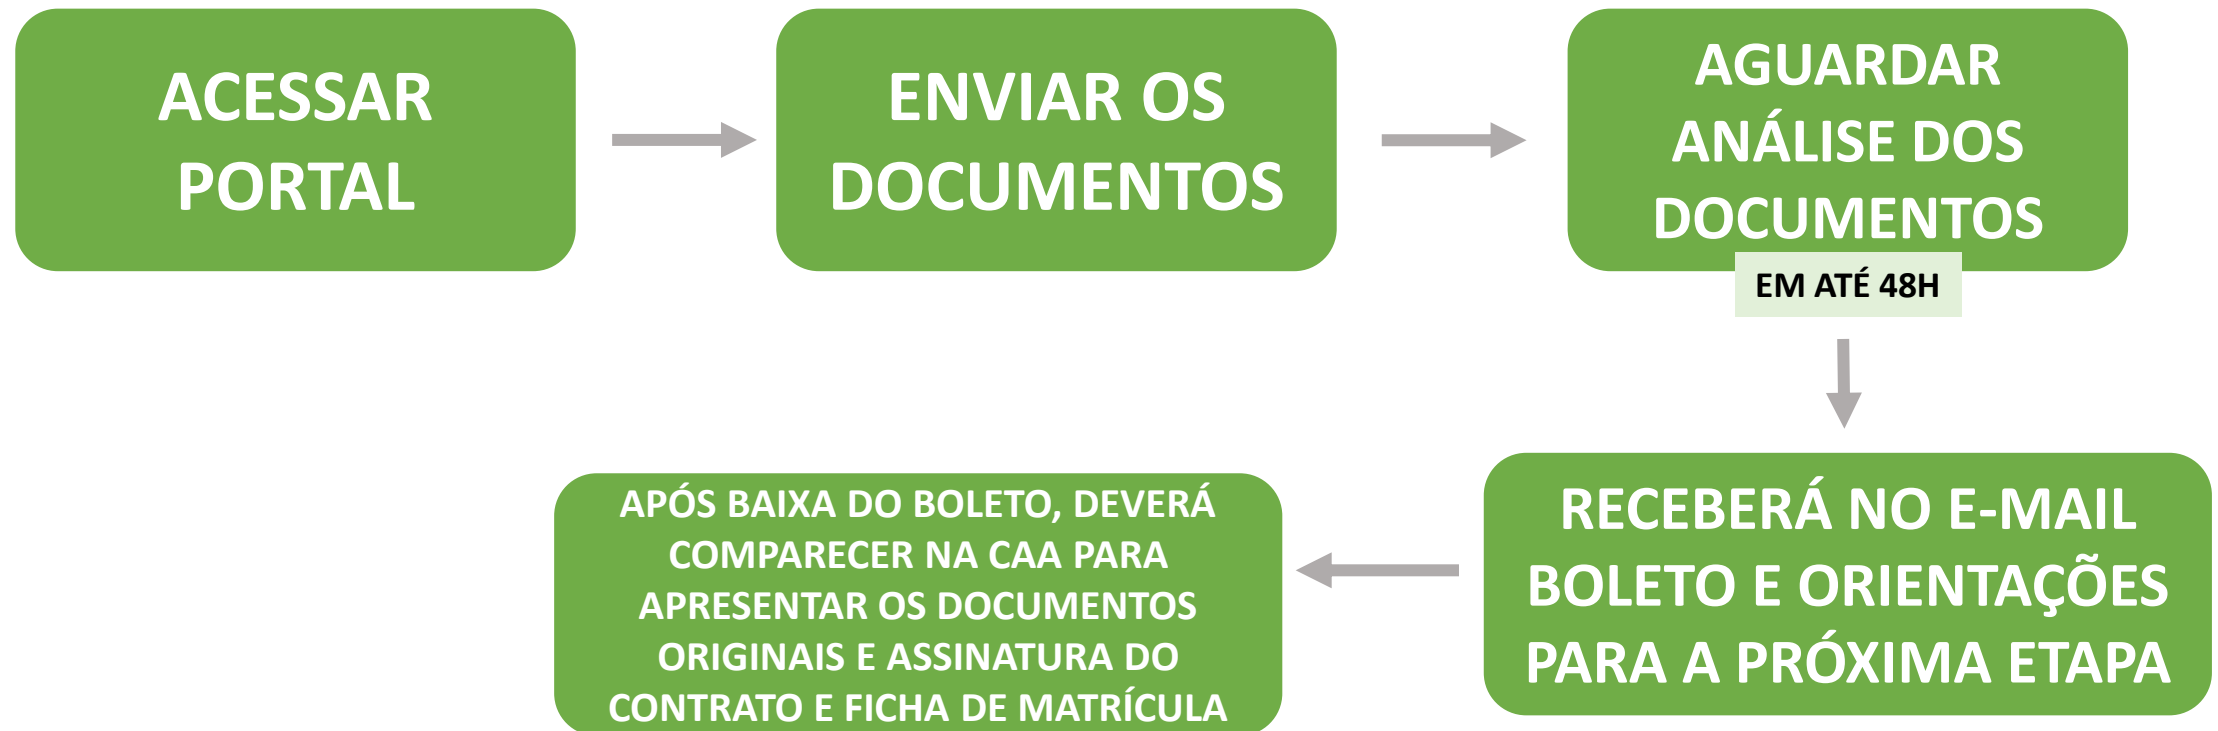 ACESSAR
PORTAL
ENVIAR OS
DOCUMENTOS
AGUARDAR
ANÁLISE DOS
DOCUMENTOS
EM ATÉ 48H
RECEBERÁ NO E-MAIL
BOLETO E ORIENTAÇÕES
PARA A PRÓXIMA ETAPA
APÓS BAIXA DO BOLETO, DEVERÁ
COMPARECER NA CAA PARA
APRESENTAR OS DOCUMENTOS
ORIGINAIS E ASSINATURA DO
CONTRATO E FICHA DE MATRÍCULA